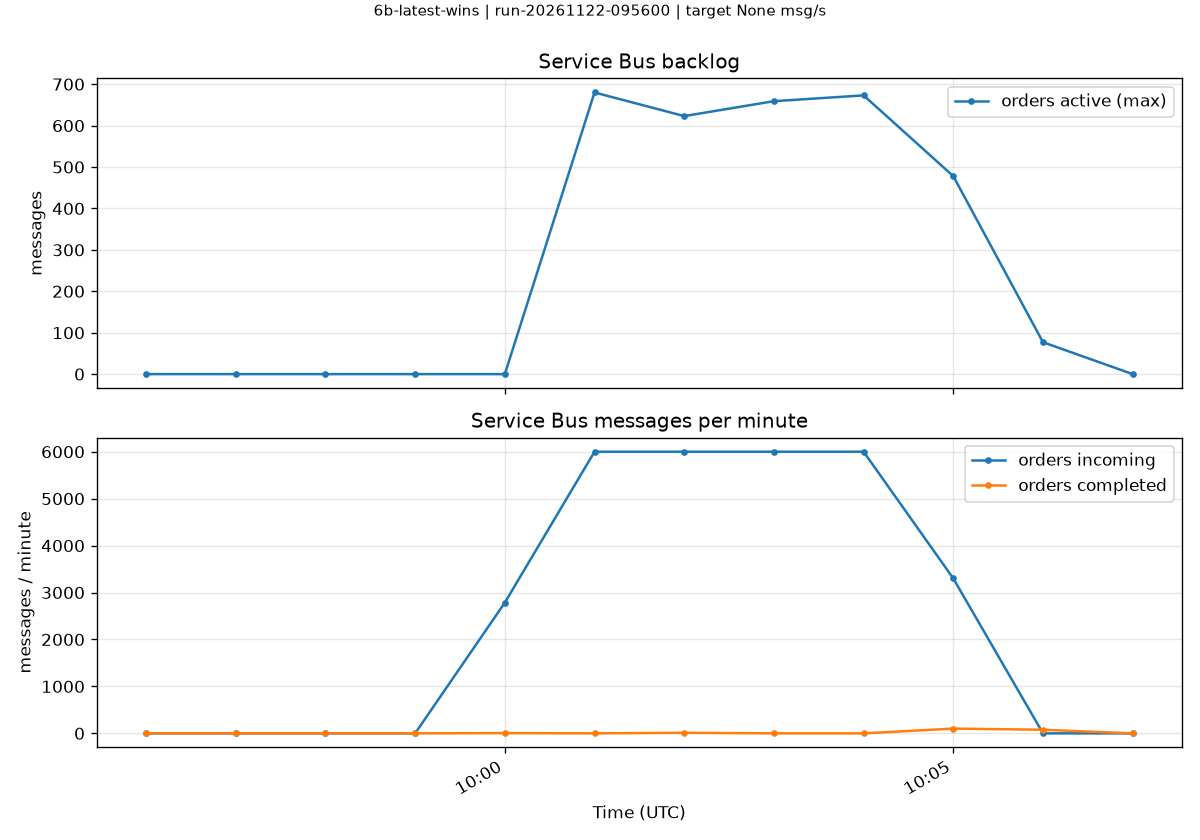 6b-latest-wins | run-20261122-095600 | target None msg/s
Service Bus backlog
700
600
500
400
300
200
100
0
messages
orders active (max)
Service Bus messages per minute
6000
5000
4000
3000
2000
1000
0
messages / minute
orders incoming
orders completed
10:00
10:05
Time (UTC)